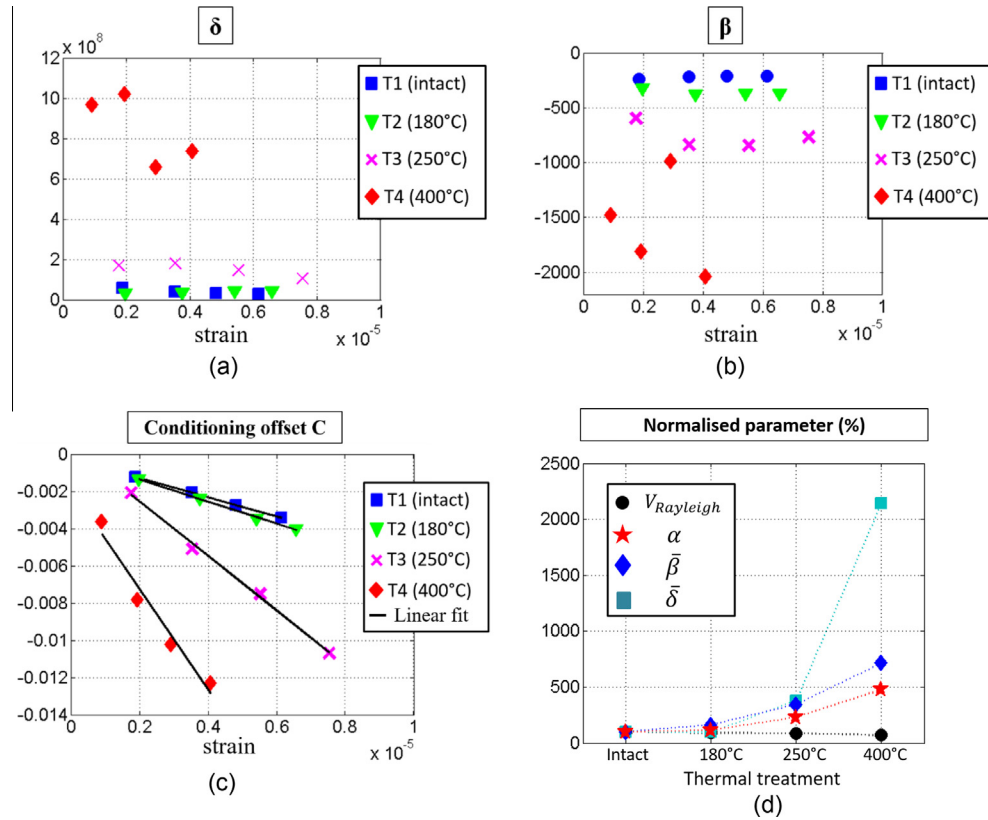 δ
× 10⁸
12
10
8
6
4
2
0
0.2
0.4
0.6
0.8
1
× 10⁻⁵
strain
T1 (intact)
T2 (180°C)
T3 (250°C)
T4 (400°C)
(a)
β
0
-500
-1000
-1500
-2000
0
0.2
0.4
0.6
0.8
1
× 10⁻⁵
strain
T1 (intact)
T2 (180°C)
T3 (250°C)
T4 (400°C)
(b)
Conditioning offset C
0
-0.002
-0.004
-0.006
-0.008
-0.01
-0.012
-0.014
0
0.2
0.4
0.6
0.8
1
× 10⁻⁵
strain
T1 (intact)
T2 (180°C)
T3 (250°C)
T4 (400°C)
Linear fit
(c)
Normalised parameter (%)
2500
2000
1500
1000
500
0
V_Rayleigh
α
β̄
δ̄
Intact
180°C
250°C
400°C
Thermal treatment
(d)